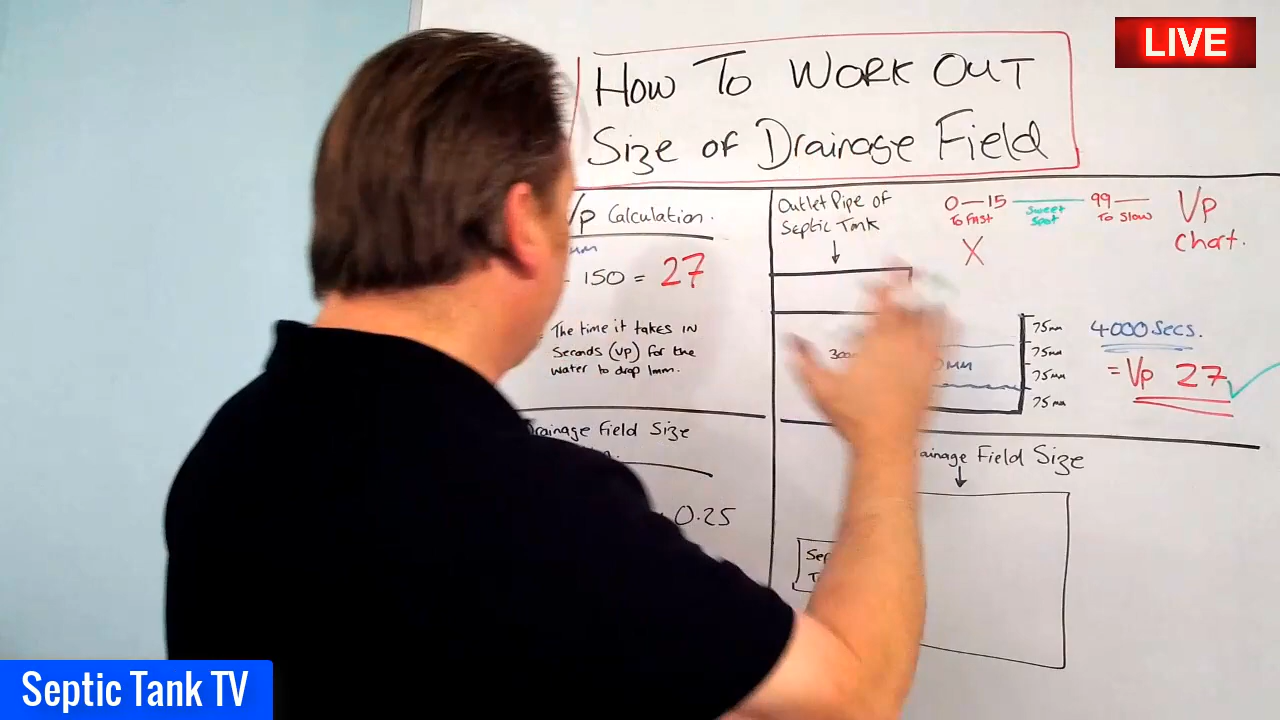 LIVE
How To WORK OUT
Size of Drainage Field
Vp Calculation.
mm
- 150 = 27
The time it takes in
Seconds (vp) for the
water to drop 1mm.
Drainage Field Size
0.25
Outlet Pipe of
Septic Tank
0—15 99—
To Fast Sweet Spot To Slow
X
Vp
chart.
75mm
75mm
75mm
75mm
4000 Secs.
= Vp 27
ainage Field Size
Sep
T
Septic Tank TV